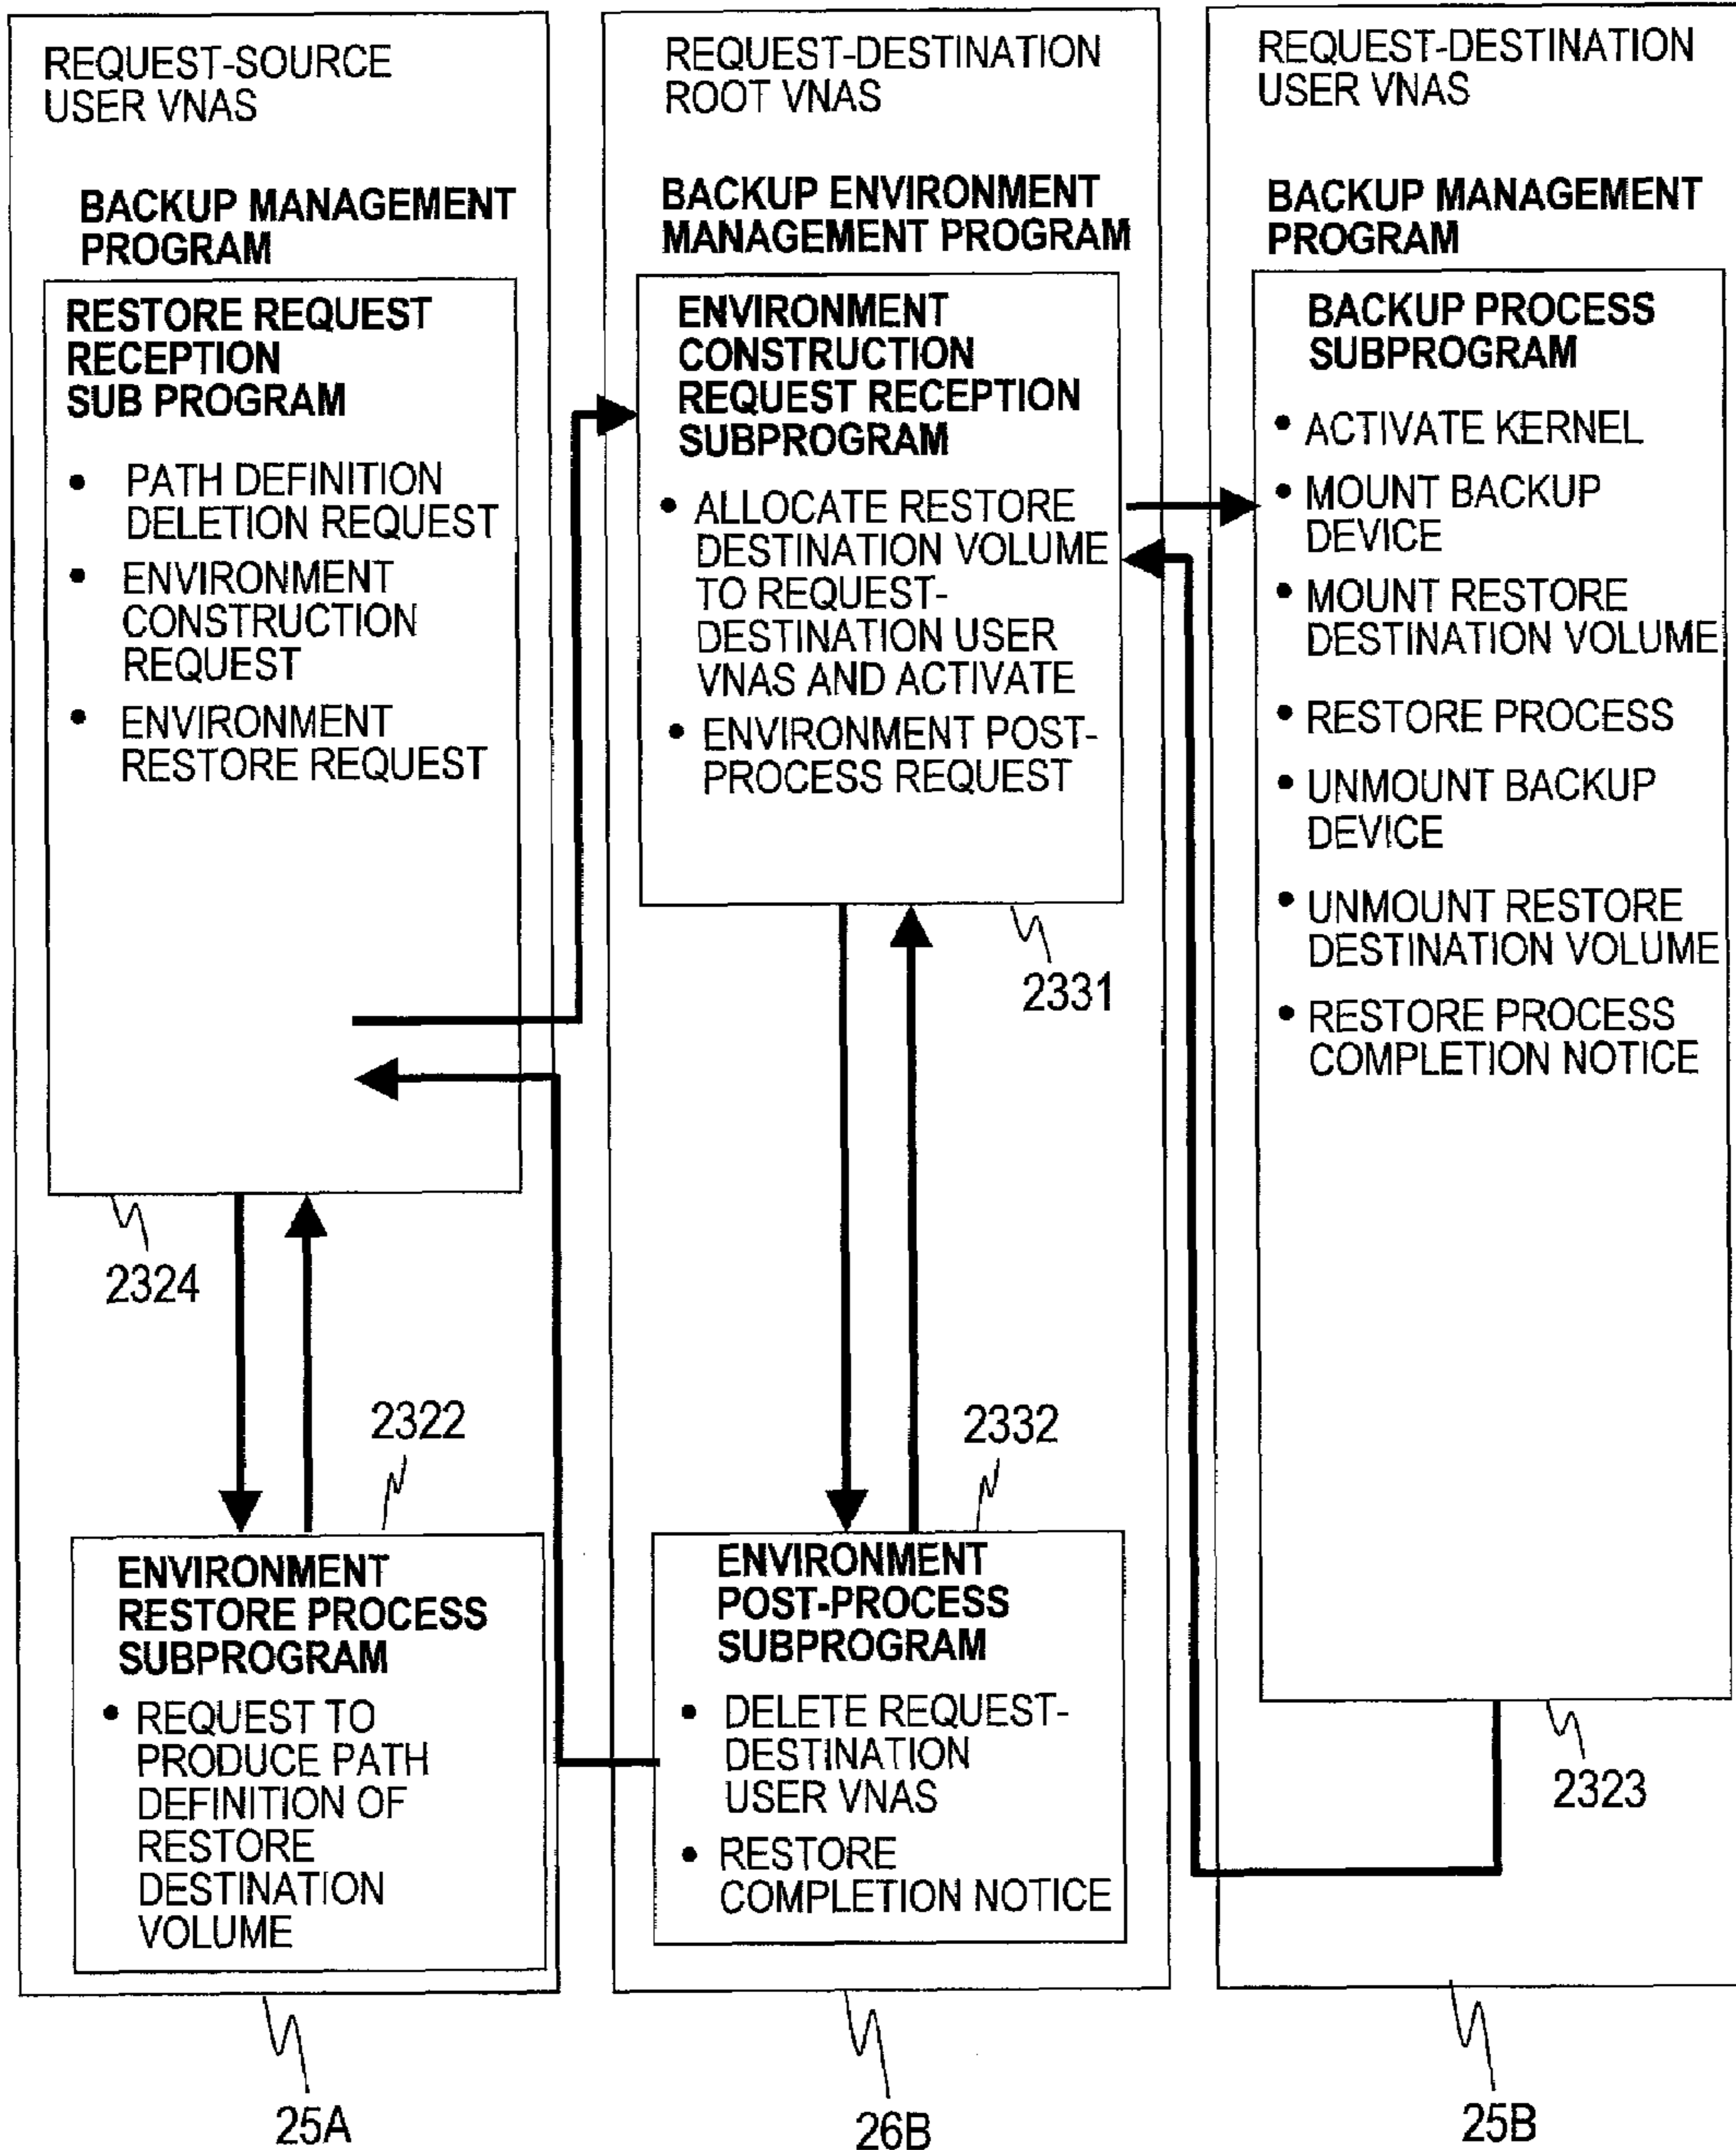 REQUEST-SOURCE
USER VNAS
BACKUP MANAGEMENT
PROGRAM
RESTORE REQUEST
RECEPTION
SUB PROGRAM
• PATH DEFINITION
DELETION REQUEST
• ENVIRONMENT
CONSTRUCTION
REQUEST
• ENVIRONMENT
RESTORE REQUEST
2324
2322
ENVIRONMENT
RESTORE PROCESS
SUBPROGRAM
• REQUEST TO
PRODUCE PATH
DEFINITION OF
RESTORE
DESTINATION
VOLUME
25A
REQUEST-DESTINATION
ROOT VNAS
BACKUP ENVIRONMENT
MANAGEMENT PROGRAM
ENVIRONMENT
CONSTRUCTION
REQUEST RECEPTION
SUBPROGRAM
• ALLOCATE RESTORE
DESTINATION VOLUME
TO REQUEST-
DESTINATION USER
VNAS AND ACTIVATE
• ENVIRONMENT POST-
PROCESS REQUEST
2331
2332
ENVIRONMENT
POST-PROCESS
SUBPROGRAM
• DELETE REQUEST-
DESTINATION
USER VNAS
• RESTORE
COMPLETION NOTICE
26B
REQUEST-DESTINATION
USER VNAS
BACKUP MANAGEMENT
PROGRAM
BACKUP PROCESS
SUBPROGRAM
• ACTIVATE KERNEL
• MOUNT BACKUP
DEVICE
• MOUNT RESTORE
DESTINATION VOLUME
• RESTORE PROCESS
• UNMOUNT BACKUP
DEVICE
• UNMOUNT RESTORE
DESTINATION VOLUME
• RESTORE PROCESS
COMPLETION NOTICE
2323
25B